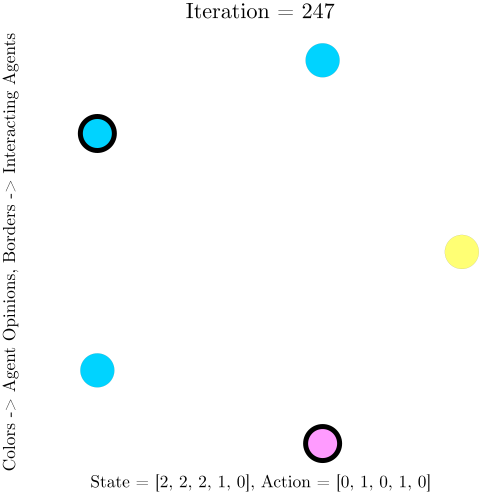 Iteration = 247
Colors -> Agent Opinions, Borders -> Interacting Agents
State = [2, 2, 2, 1, 0], Action = [0, 1, 0, 1, 0]